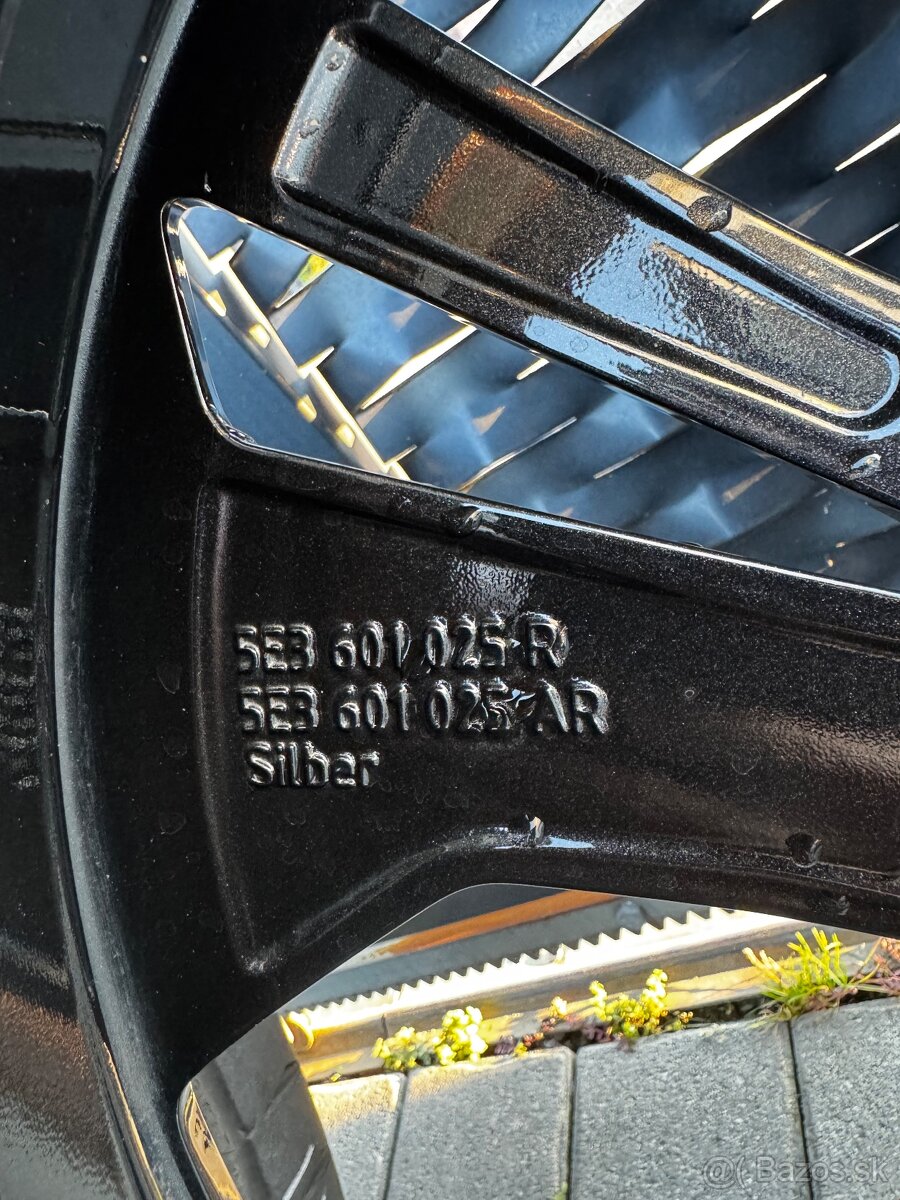 5E3 601 025 R
5E3 601 025 AR
Silber
@( Bazos.sk